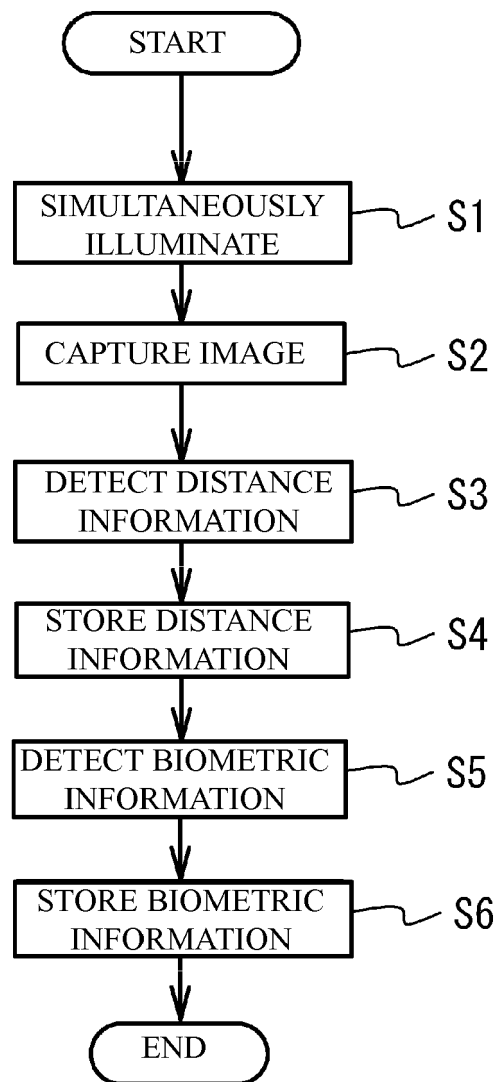 START
SIMULTANEOUSLY
ILLUMINATE
S1
CAPTURE IMAGE
S2
DETECT DISTANCE
INFORMATION
S3
STORE DISTANCE
INFORMATION
S4
DETECT BIOMETRIC
INFORMATION
S5
STORE BIOMETRIC
INFORMATION
S6
END